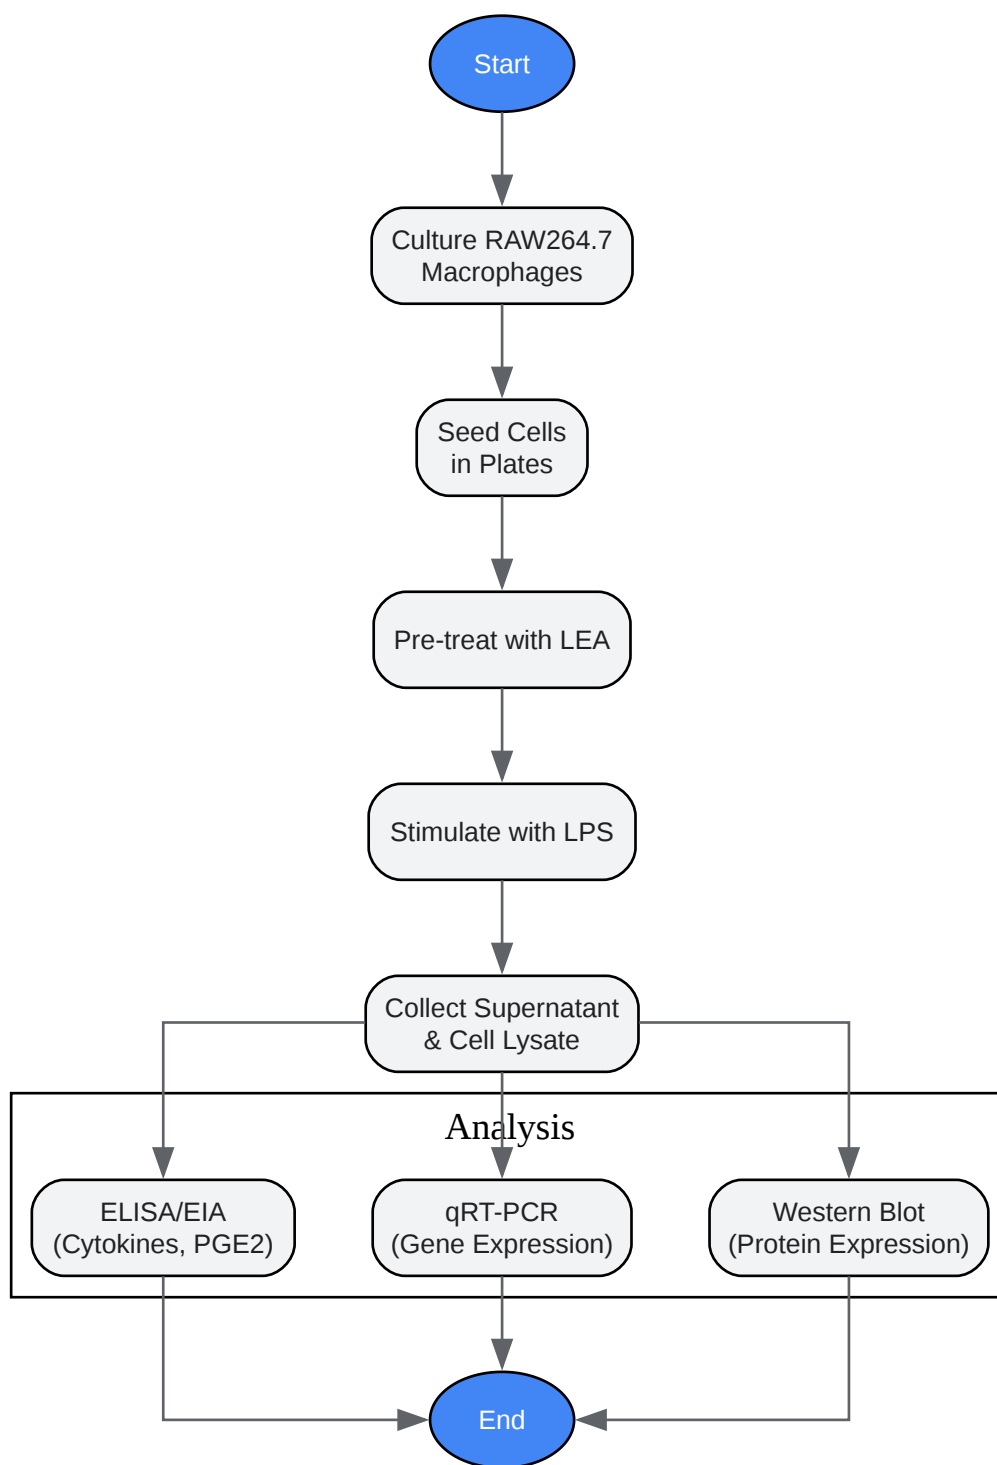 Start
Culture RAW264.7
Macrophages
Seed Cells
in Plates
Pre-treat with LEA
Stimulate with LPS
Collect Supernatant
& Cell Lysate
Analysis
ELISA/EIA
(Cytokines, PGE2)
qRT-PCR
(Gene Expression)
Western Blot
(Protein Expression)
End